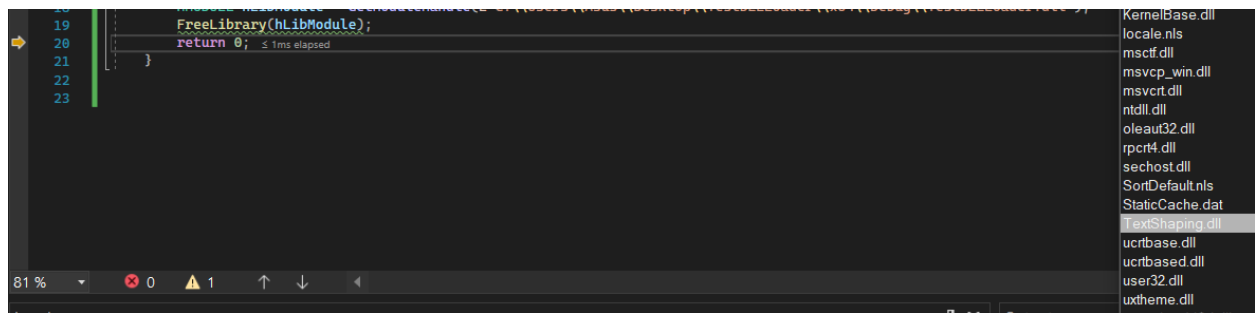 19 FreeLibrary(hLibModule);
20 return 0; ≤ 1ms elapsed
21 }
22
23
81 % 0 1
KernelBase.dll
locale.nls
msctf.dll
msvcp_win.dll
msvcrt.dll
ntdll.dll
oleaut32.dll
rpcrt4.dll
sechost.dll
SortDefault.nls
StaticCache.dat
TextShaping.dll
ucrtbase.dll
ucrtbased.dll
user32.dll
uxtheme.dll